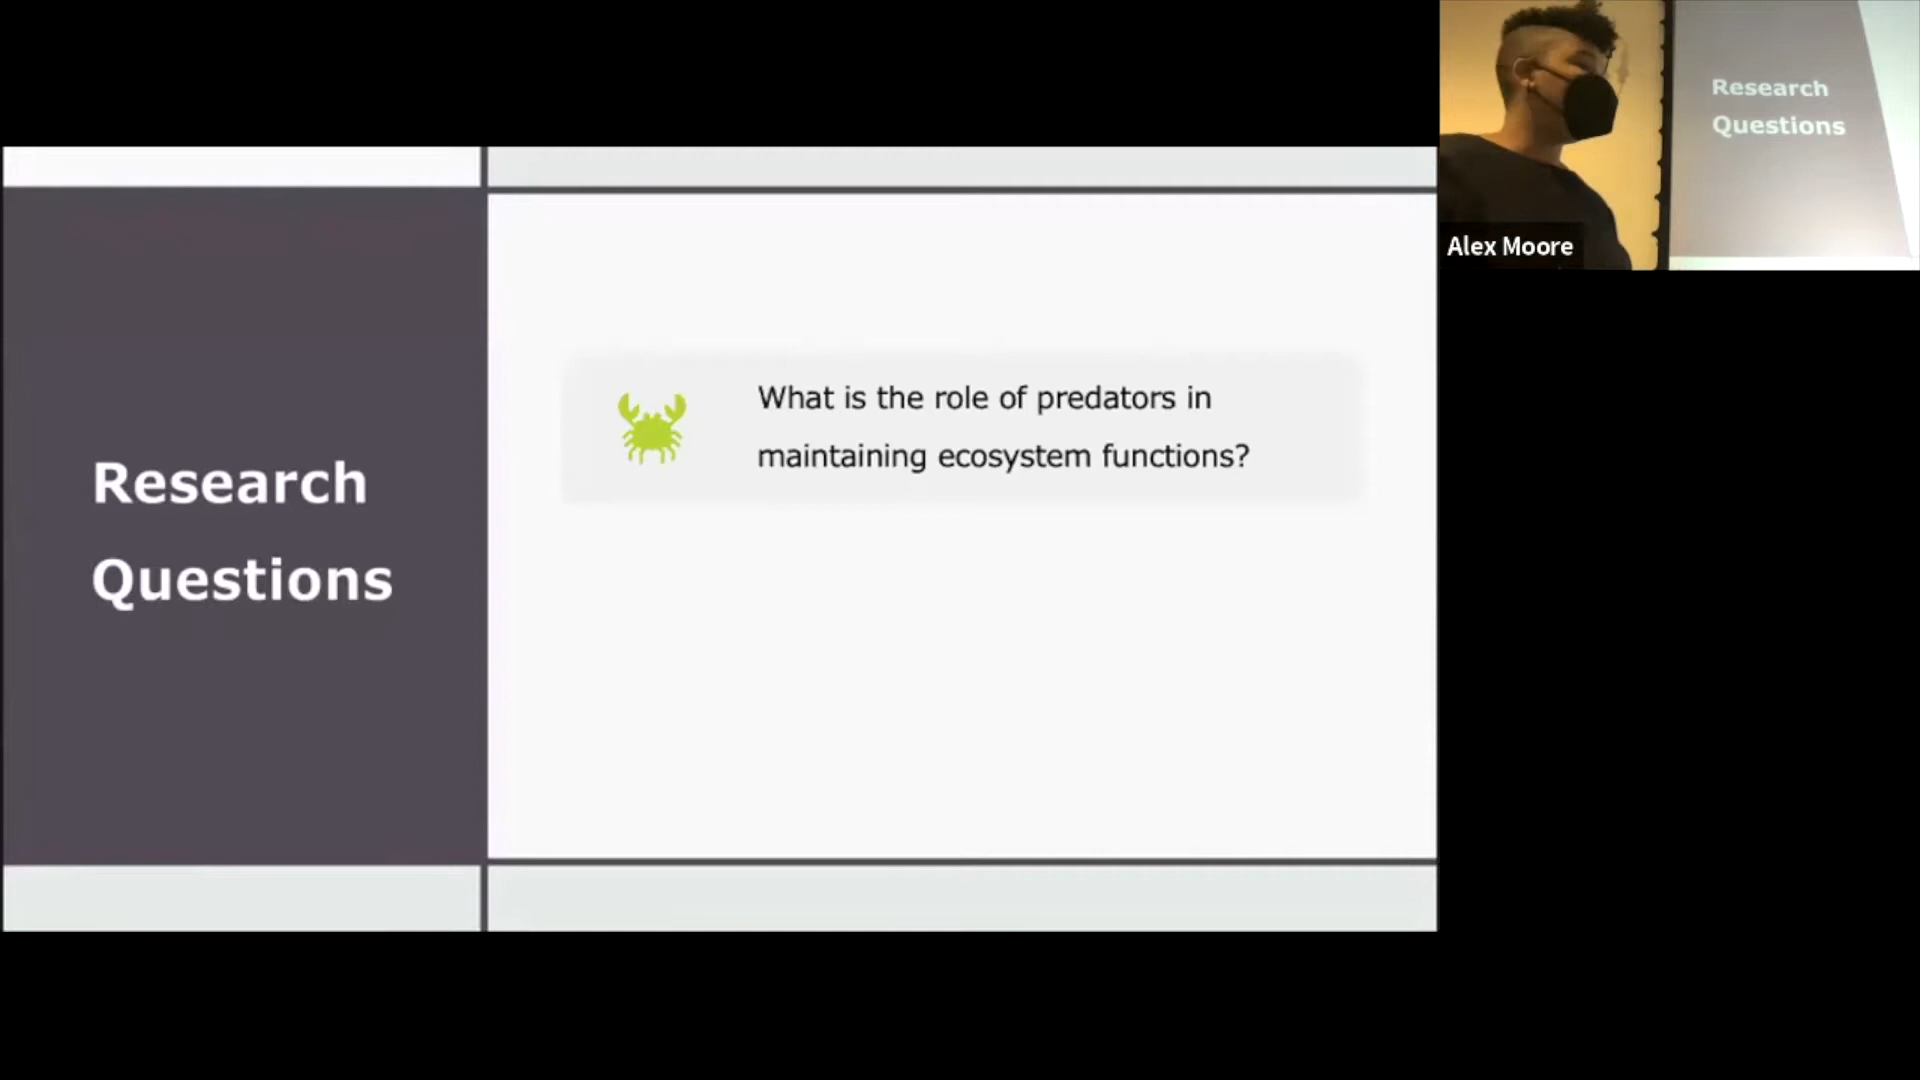 Research
Questions
What is the role of predators in
maintaining ecosystem functions?
Research
Questions
Alex Moore